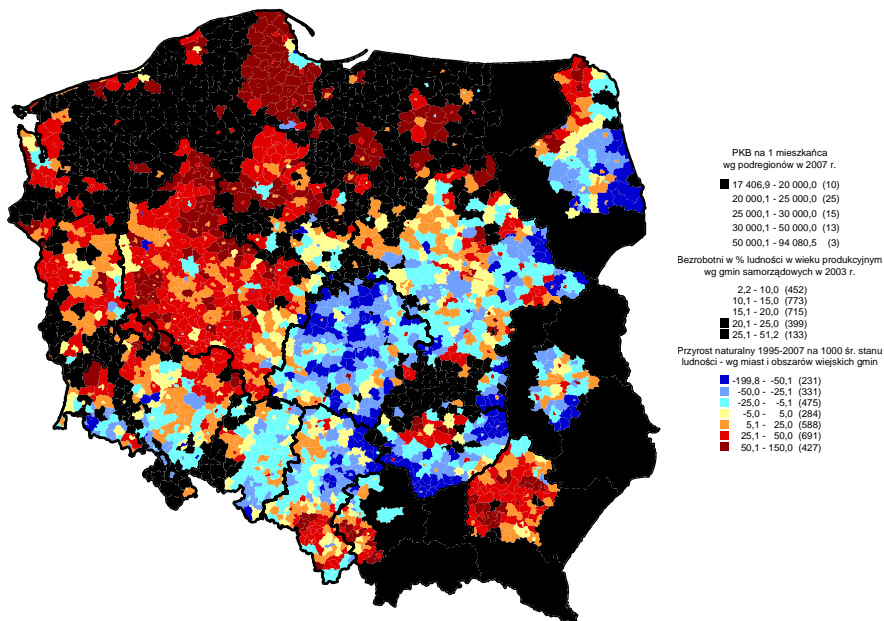 PKB na 1 mieszkańca
wg podregionów w 2007 r.
17 406,9 - 20 000,0 (10)
20 000,1 - 25 000,0 (25)
25 000,1 - 30 000,0 (15)
30 000,1 - 50 000,0 (13)
50 000,1 - 94 080,5 (3)
Bezrobotni w % ludności w wieku produkcyjnym
wg gmin samorządowych w 2003 r.
2,2 - 10,0 (452)
10,1 - 15,0 (773)
15,1 - 20,0 (715)
20,1 - 25,0 (399)
25,1 - 51,2 (133)
Przyrost naturalny 1995-2007 na 1000 śr. stanu
ludności - wg miast i obszarów wiejskich gmin
-199,8 - -50,1 (231)
-50,0 - -25,1 (331)
-25,0 - -5,1 (475)
-5,0 - 5,0 (284)
5,1 - 25,0 (588)
25,1 - 50,0 (691)
50,1 - 150,0 (427)